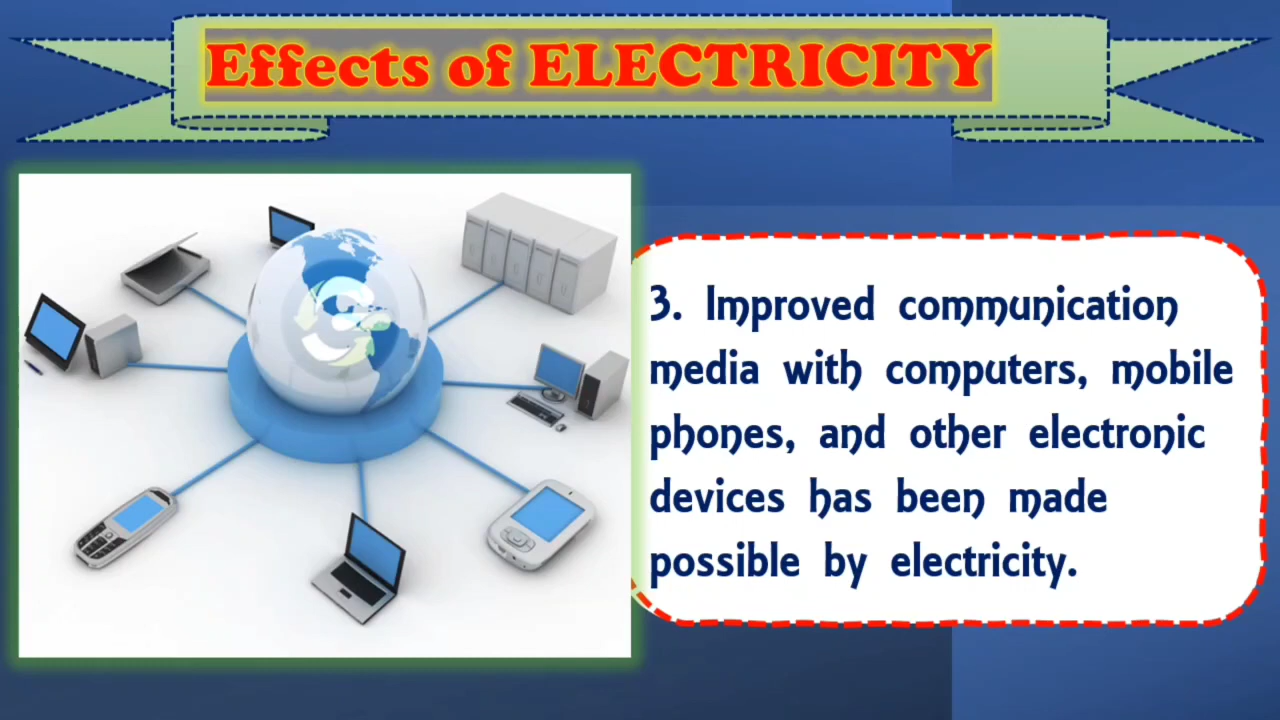 Effects of ELECTRICITY
3. Improved communication
media with computers, mobile
phones, and other electronic
devices has been made
possible by electricity.